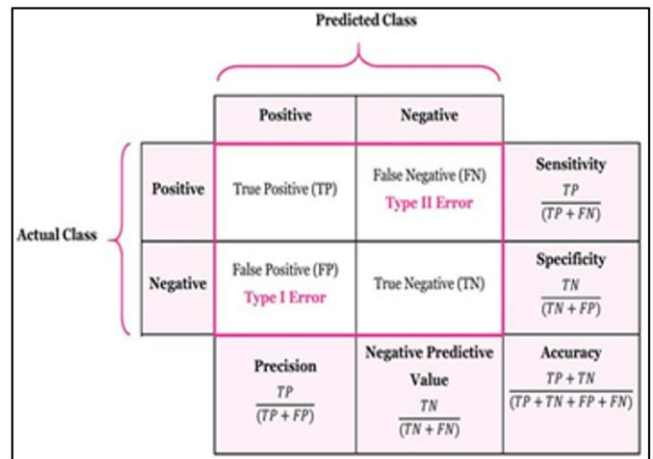 Predicted Class
Positive
Negative
Actual Class
Positive
True Positive (TP)
False Negative (FN)
Type II Error
Sensitivity
TP
(TP + FN)
Negative
False Positive (FP)
Type I Error
True Negative (TN)
Specificity
TN
(TN + FP)
Precision
TP
(TP + FP)
Negative Predictive
Value
TN
(TN + FN)
Accuracy
TP + TN
(TP + TN + FP + FN)